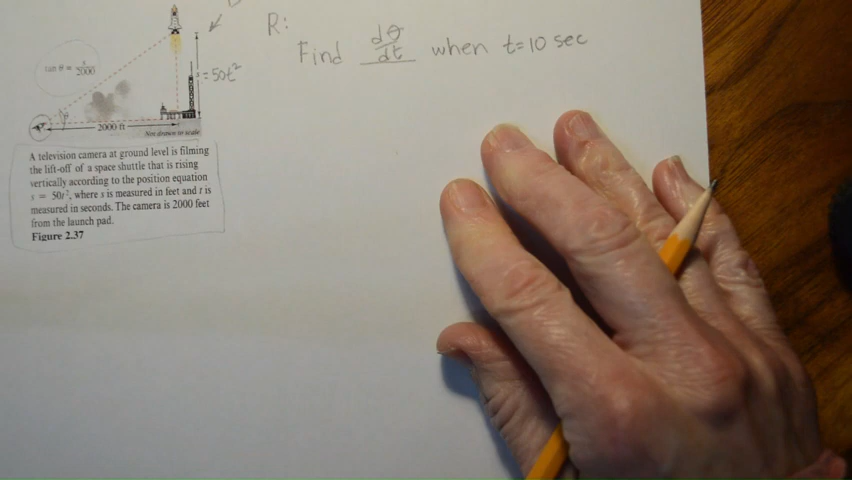 R:
Find dθ/dt when t=10 sec
tan θ = s/2000
s = 50t²
2000 ft
Not drawn to scale
A television camera at ground level is filming
the lift-off of a space shuttle that is rising
vertically according to the position equation
s = 50t², where s is measured in feet and t is
measured in seconds. The camera is 2000 feet
from the launch pad.
Figure 2.37